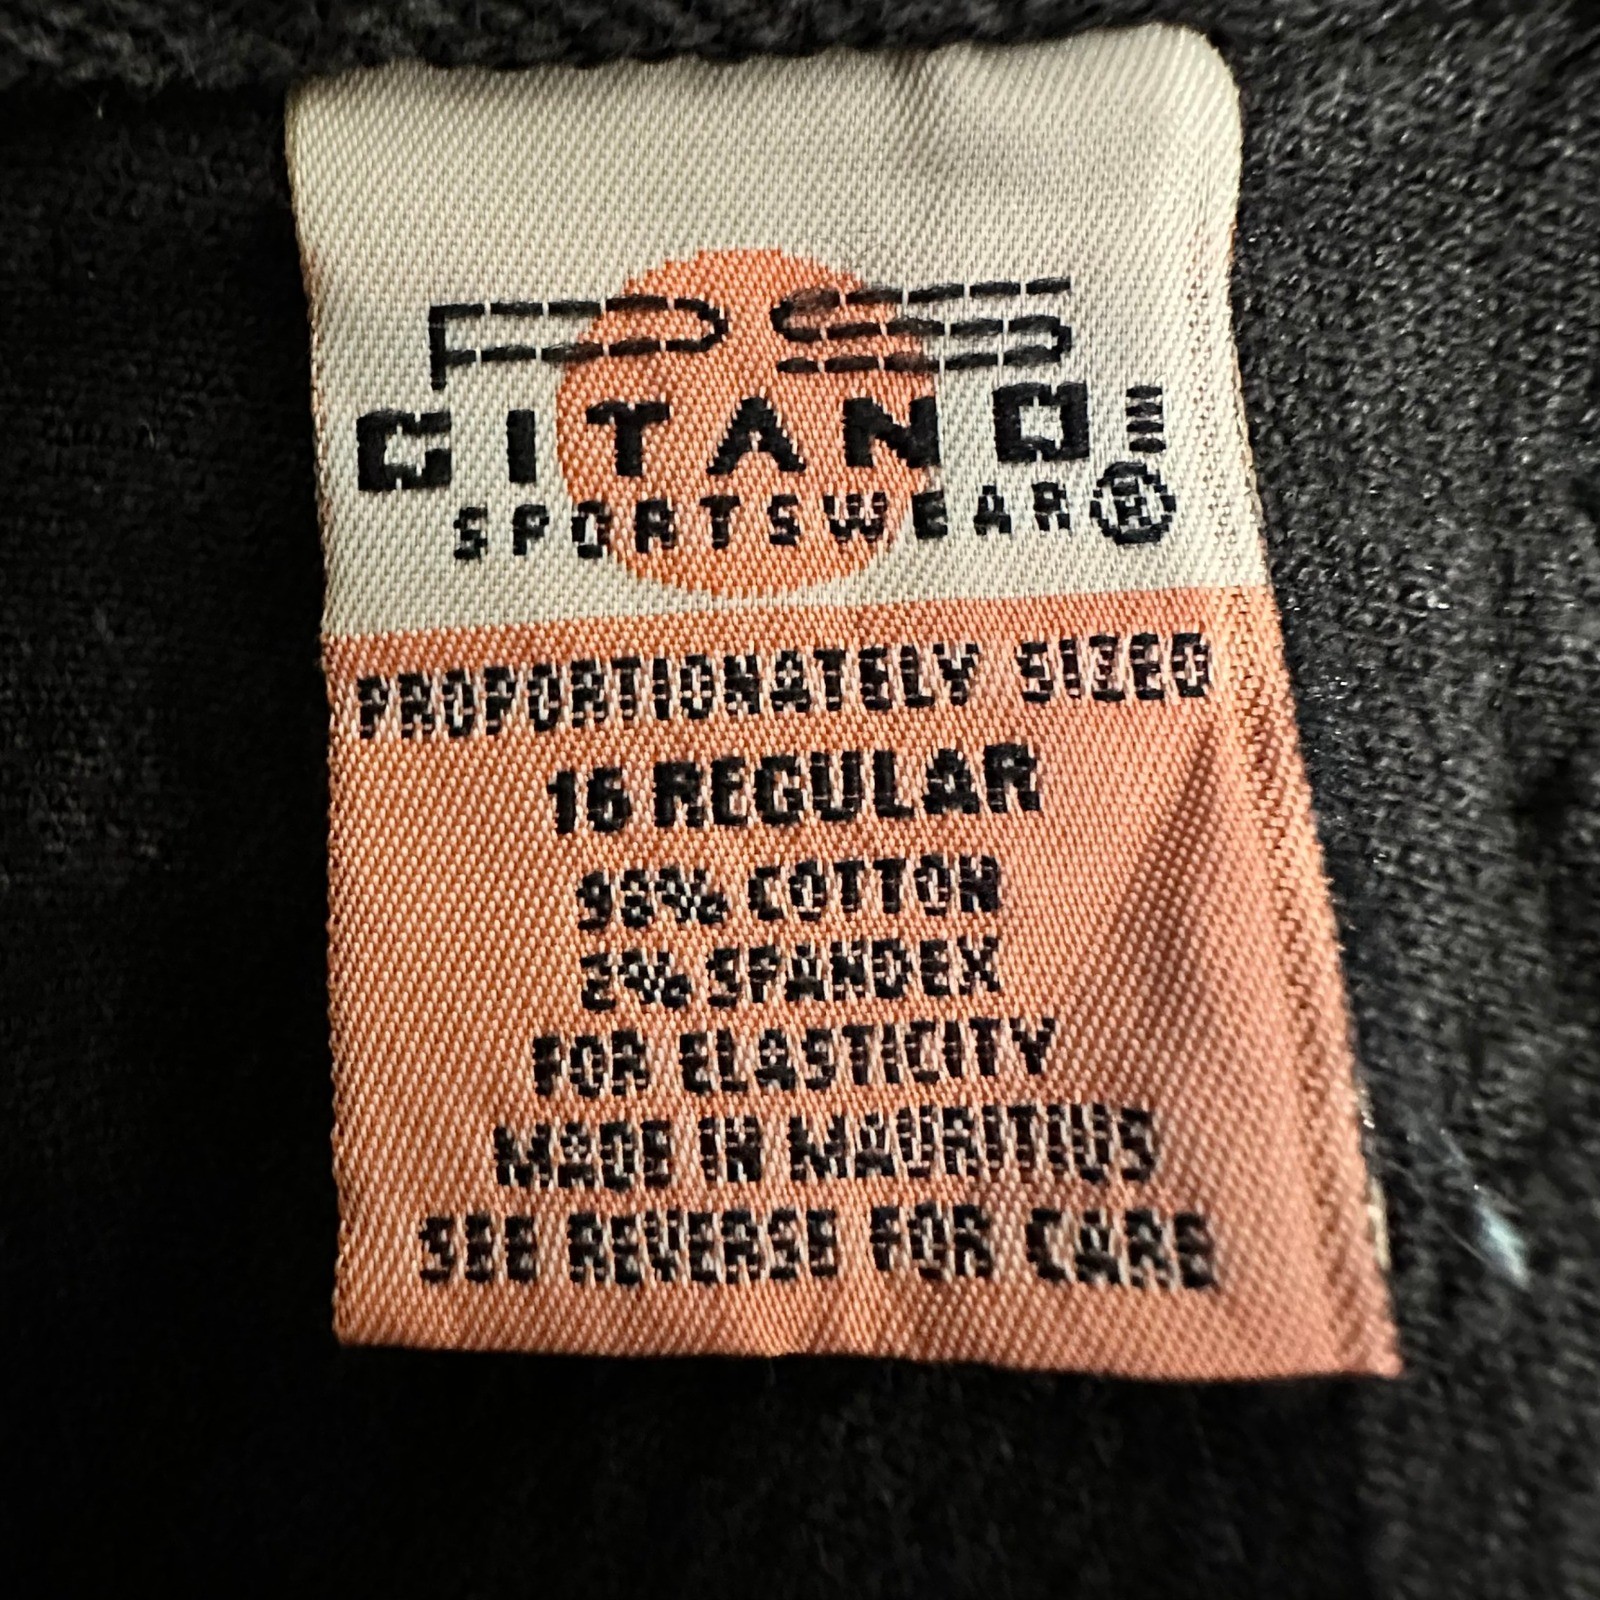 PS
GITANO
SPORTSWEAR®
PROPORTIONATELY SIZED
16 REGULAR
98% COTTON
2% SPANDEX
FOR ELASTICITY
MADE IN MAURITIUS
SEE REVERSE FOR CARE